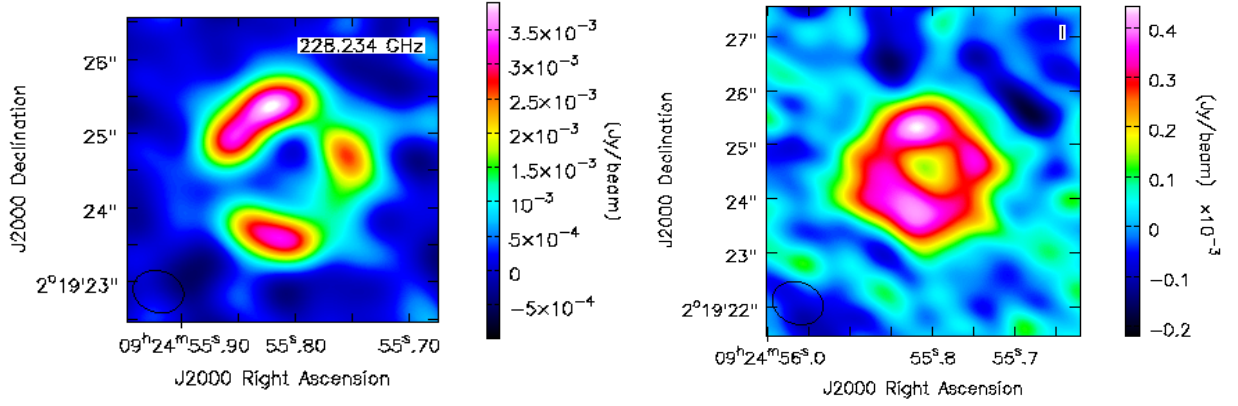 228.234 GHz
26"
25"
24"
2°19'23"
J2000 Declination
09ʰ24ᵐ55ˢ.90
55ˢ.80
55ˢ.70
J2000 Right Ascension
3.5×10⁻³
3×10⁻³
2.5×10⁻³
2×10⁻³
1.5×10⁻³
10⁻³
5×10⁻⁴
0
−5×10⁻⁴
(Jy/beam)
I
27"
26"
25"
24"
23"
2°19'22"
J2000 Declination
09ʰ24ᵐ56ˢ.0
55ˢ.8
55ˢ.7
J2000 Right Ascension
0.4
0.3
0.2
0.1
0
−0.1
−0.2
(Jy/beam) ×10⁻³